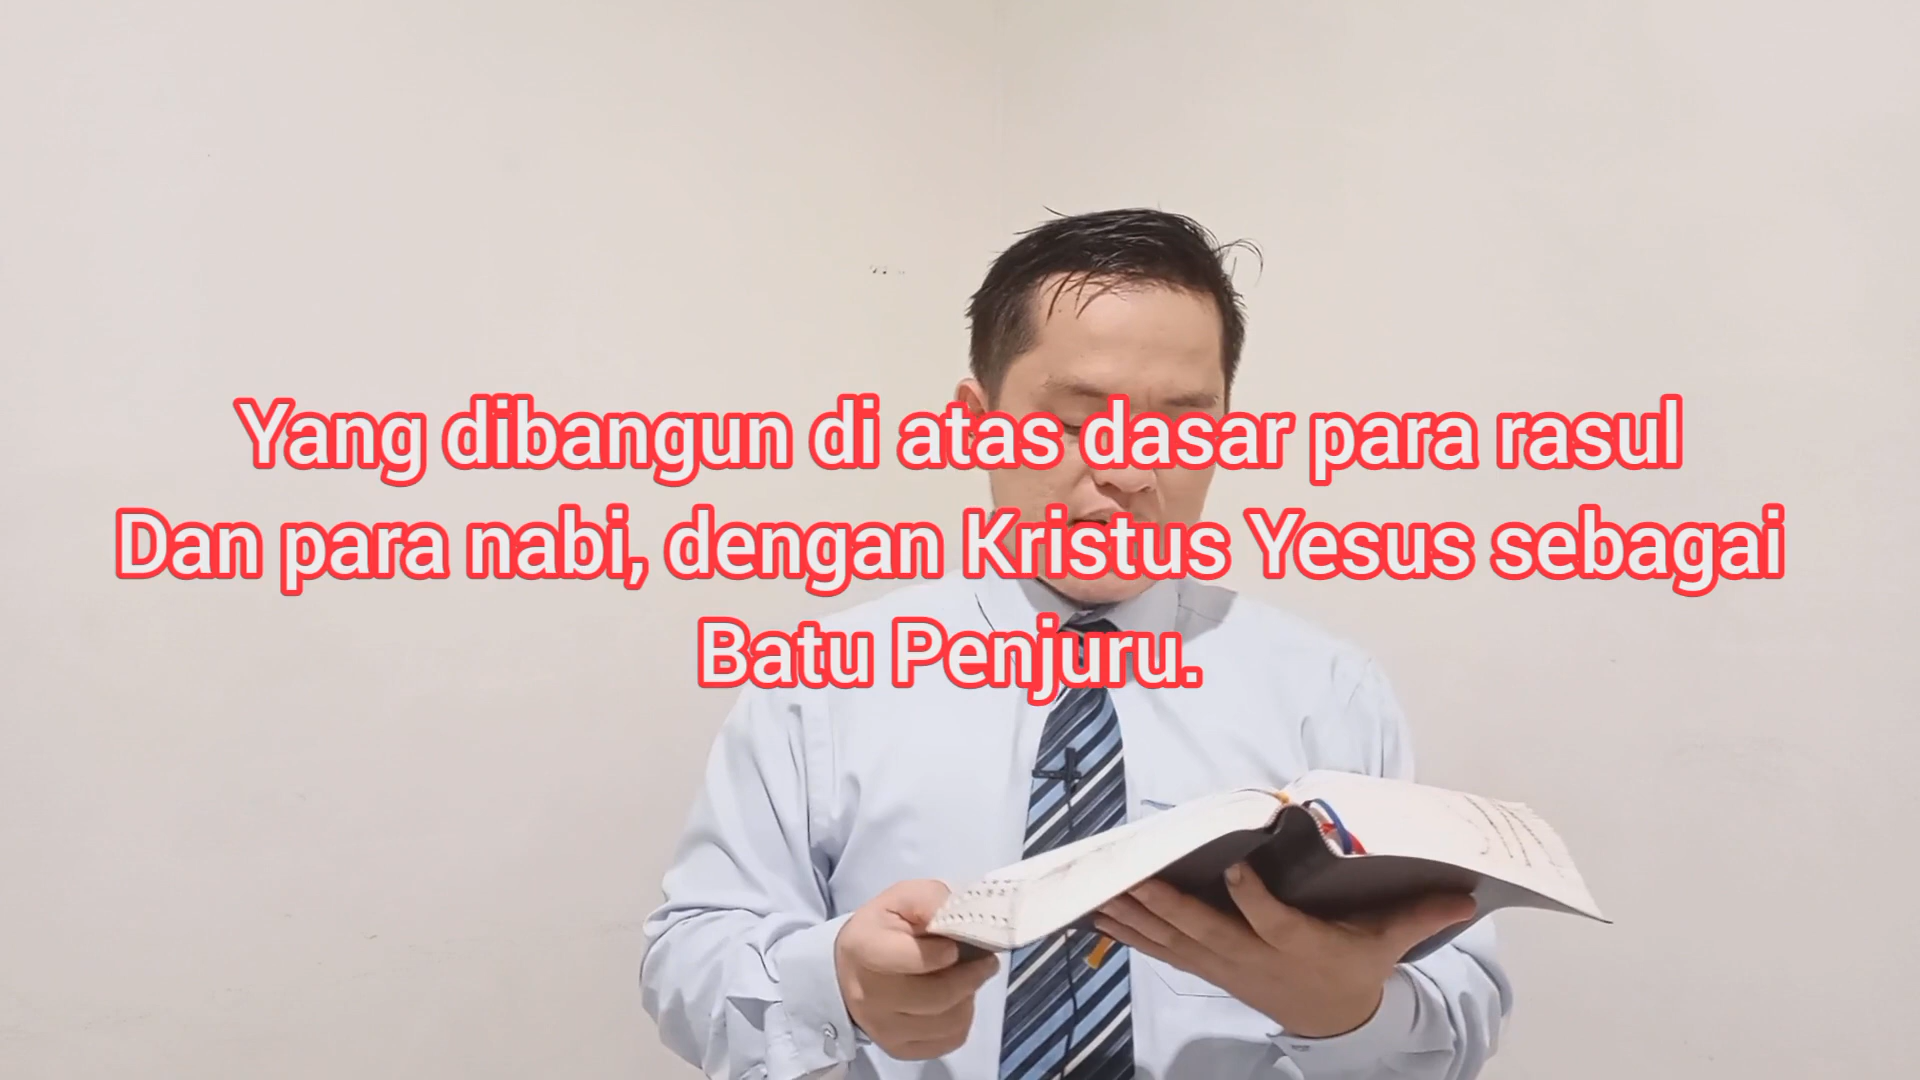 Yang dibangun di atas dasar para rasul
Dan para nabi, dengan Kristus Yesus sebagai
Batu Penjuru.